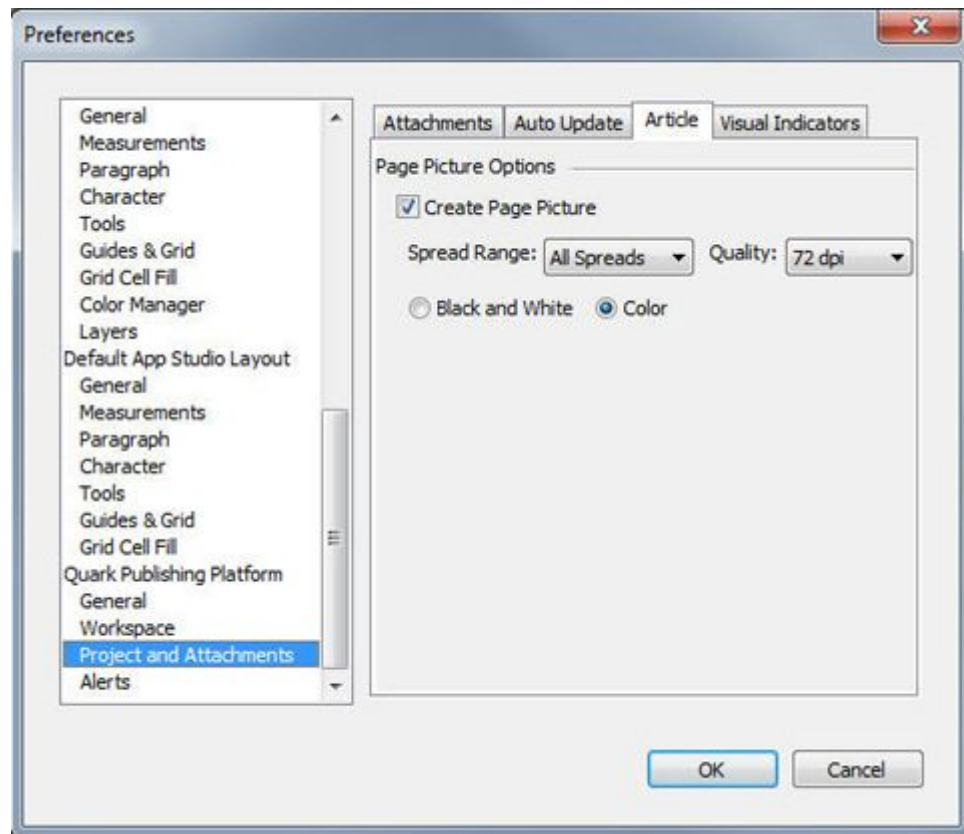 Preferences
General
Measurements
Paragraph
Character
Tools
Guides & Grid
Grid Cell Fill
Color Manager
Layers
Default App Studio Layout
General
Measurements
Paragraph
Character
Tools
Guides & Grid
Grid Cell Fill
Quark Publishing Platform
General
Workspace
Project and Attachments
Alerts
Attachments Auto Update Article Visual Indicators
Page Picture Options
Create Page Picture
Spread Range: All Spreads Quality: 72 dpi
Black and White Color
OK Cancel